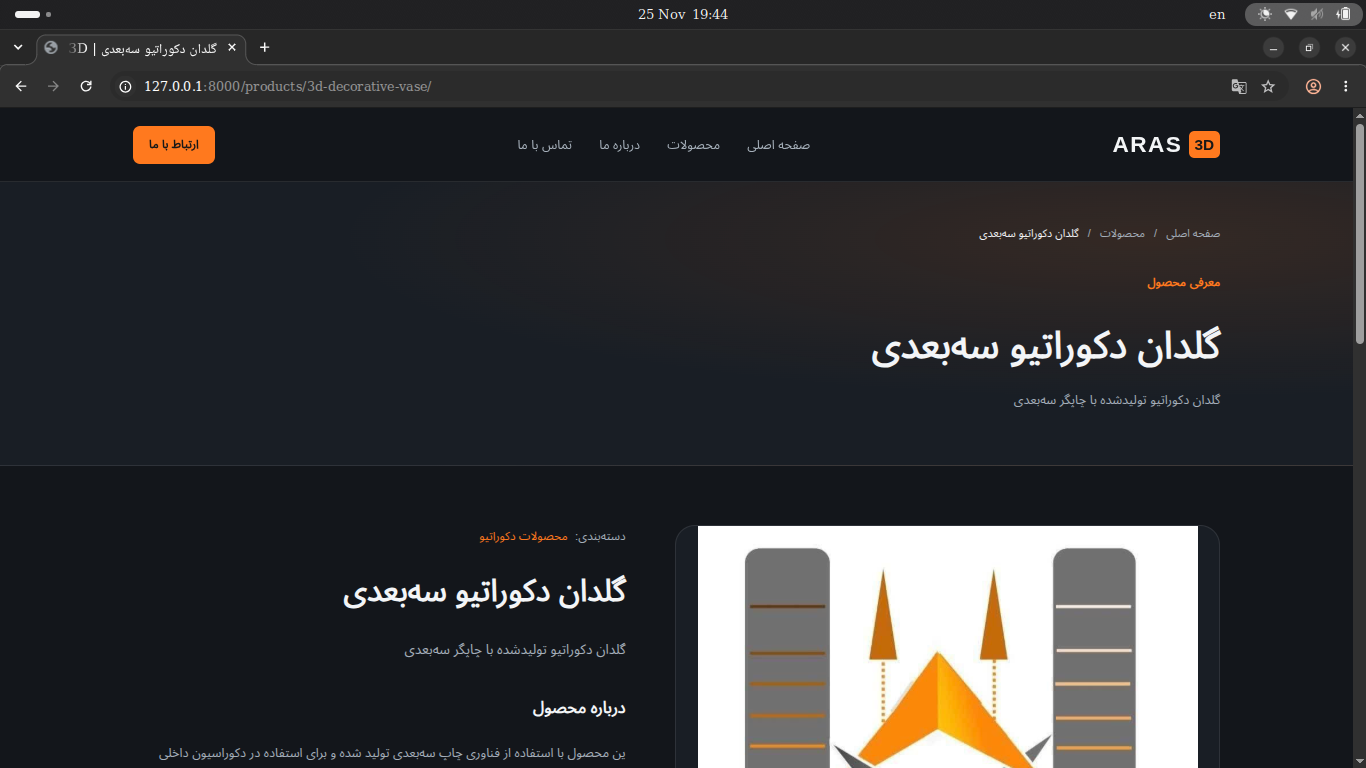 25 Nov 19:44
en
گلدان دکوراتیو سه‌بعدی | 3D
127.0.0.1:8000/products/3d-decorative-vase/
ARAS 3D
صفحه اصلی
محصولات
درباره ما
تماس با ما
ارتباط با ما
صفحه اصلی / محصولات / گلدان دکوراتیو سه‌بعدی
معرفی محصول
گلدان دکوراتیو سه‌بعدی
گلدان دکوراتیو تولیدشده با چاپگر سه‌بعدی
دسته‌بندی: محصولات دکوراتیو
گلدان دکوراتیو سه‌بعدی
گلدان دکوراتیو تولیدشده با چاپگر سه‌بعدی
درباره محصول
ین محصول با استفاده از فناوری چاپ سه‌بعدی تولید شده و برای استفاده در دکوراسیون داخلی